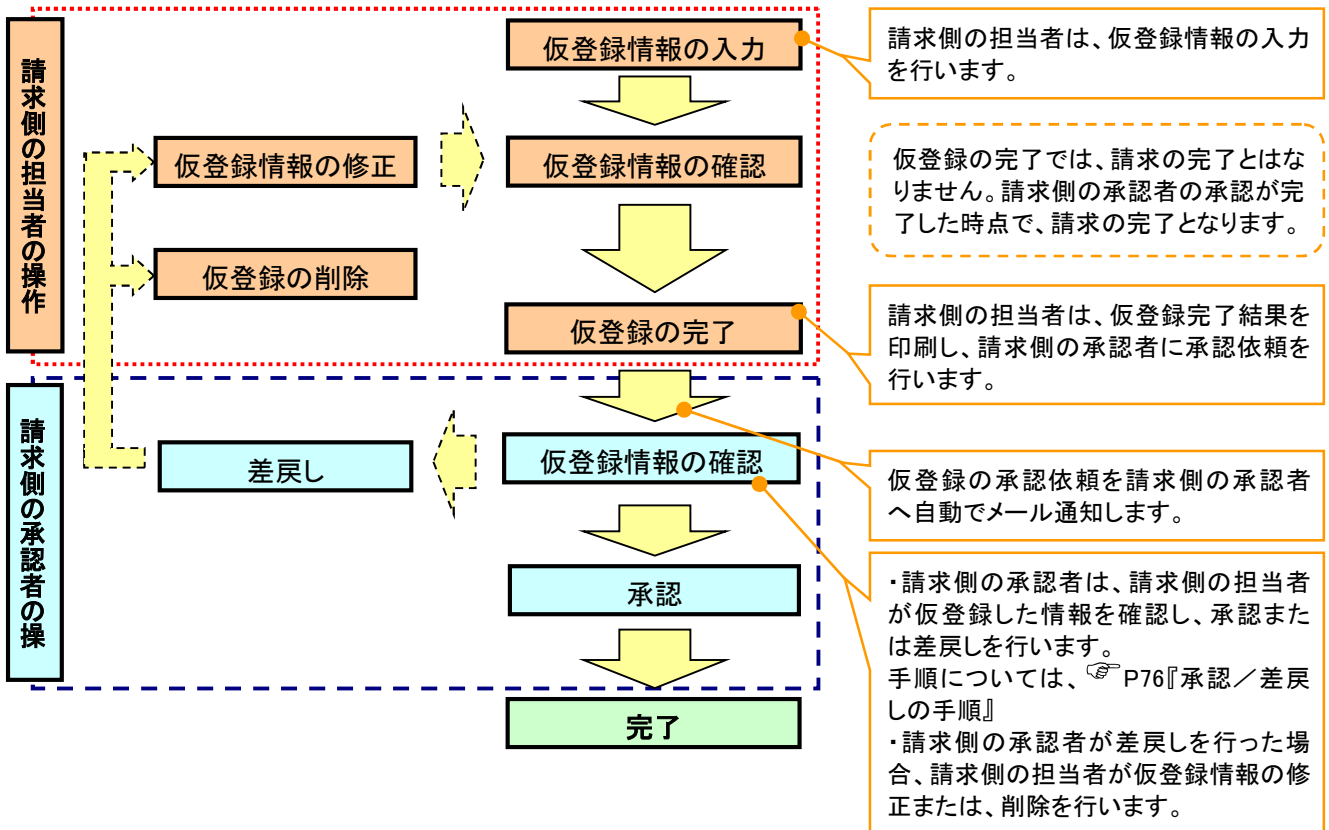 請求側の担当者の操作
仮登録情報の入力
仮登録情報の修正
仮登録情報の確認
仮登録の削除
仮登録の完了
請求側の承認者の操
差戻し
仮登録情報の確認
承認
完了
請求側の担当者は、仮登録情報の入力
を行います。
仮登録の完了では、請求の完了とはな
りません。請求側の承認者の承認が完
了した時点で、請求の完了となります。
請求側の担当者は、仮登録完了結果を
印刷し、請求側の承認者に承認依頼を
行います。
仮登録の承認依頼を請求側の承認者
へ自動でメール通知します。
・請求側の承認者は、請求側の担当者
が仮登録した情報を確認し、承認また
は差戻しを行います。
手順については、☞P76『承認／差戻
しの手順』
・請求側の承認者が差戻しを行った場
合、請求側の担当者が仮登録情報の修
正または、削除を行います。